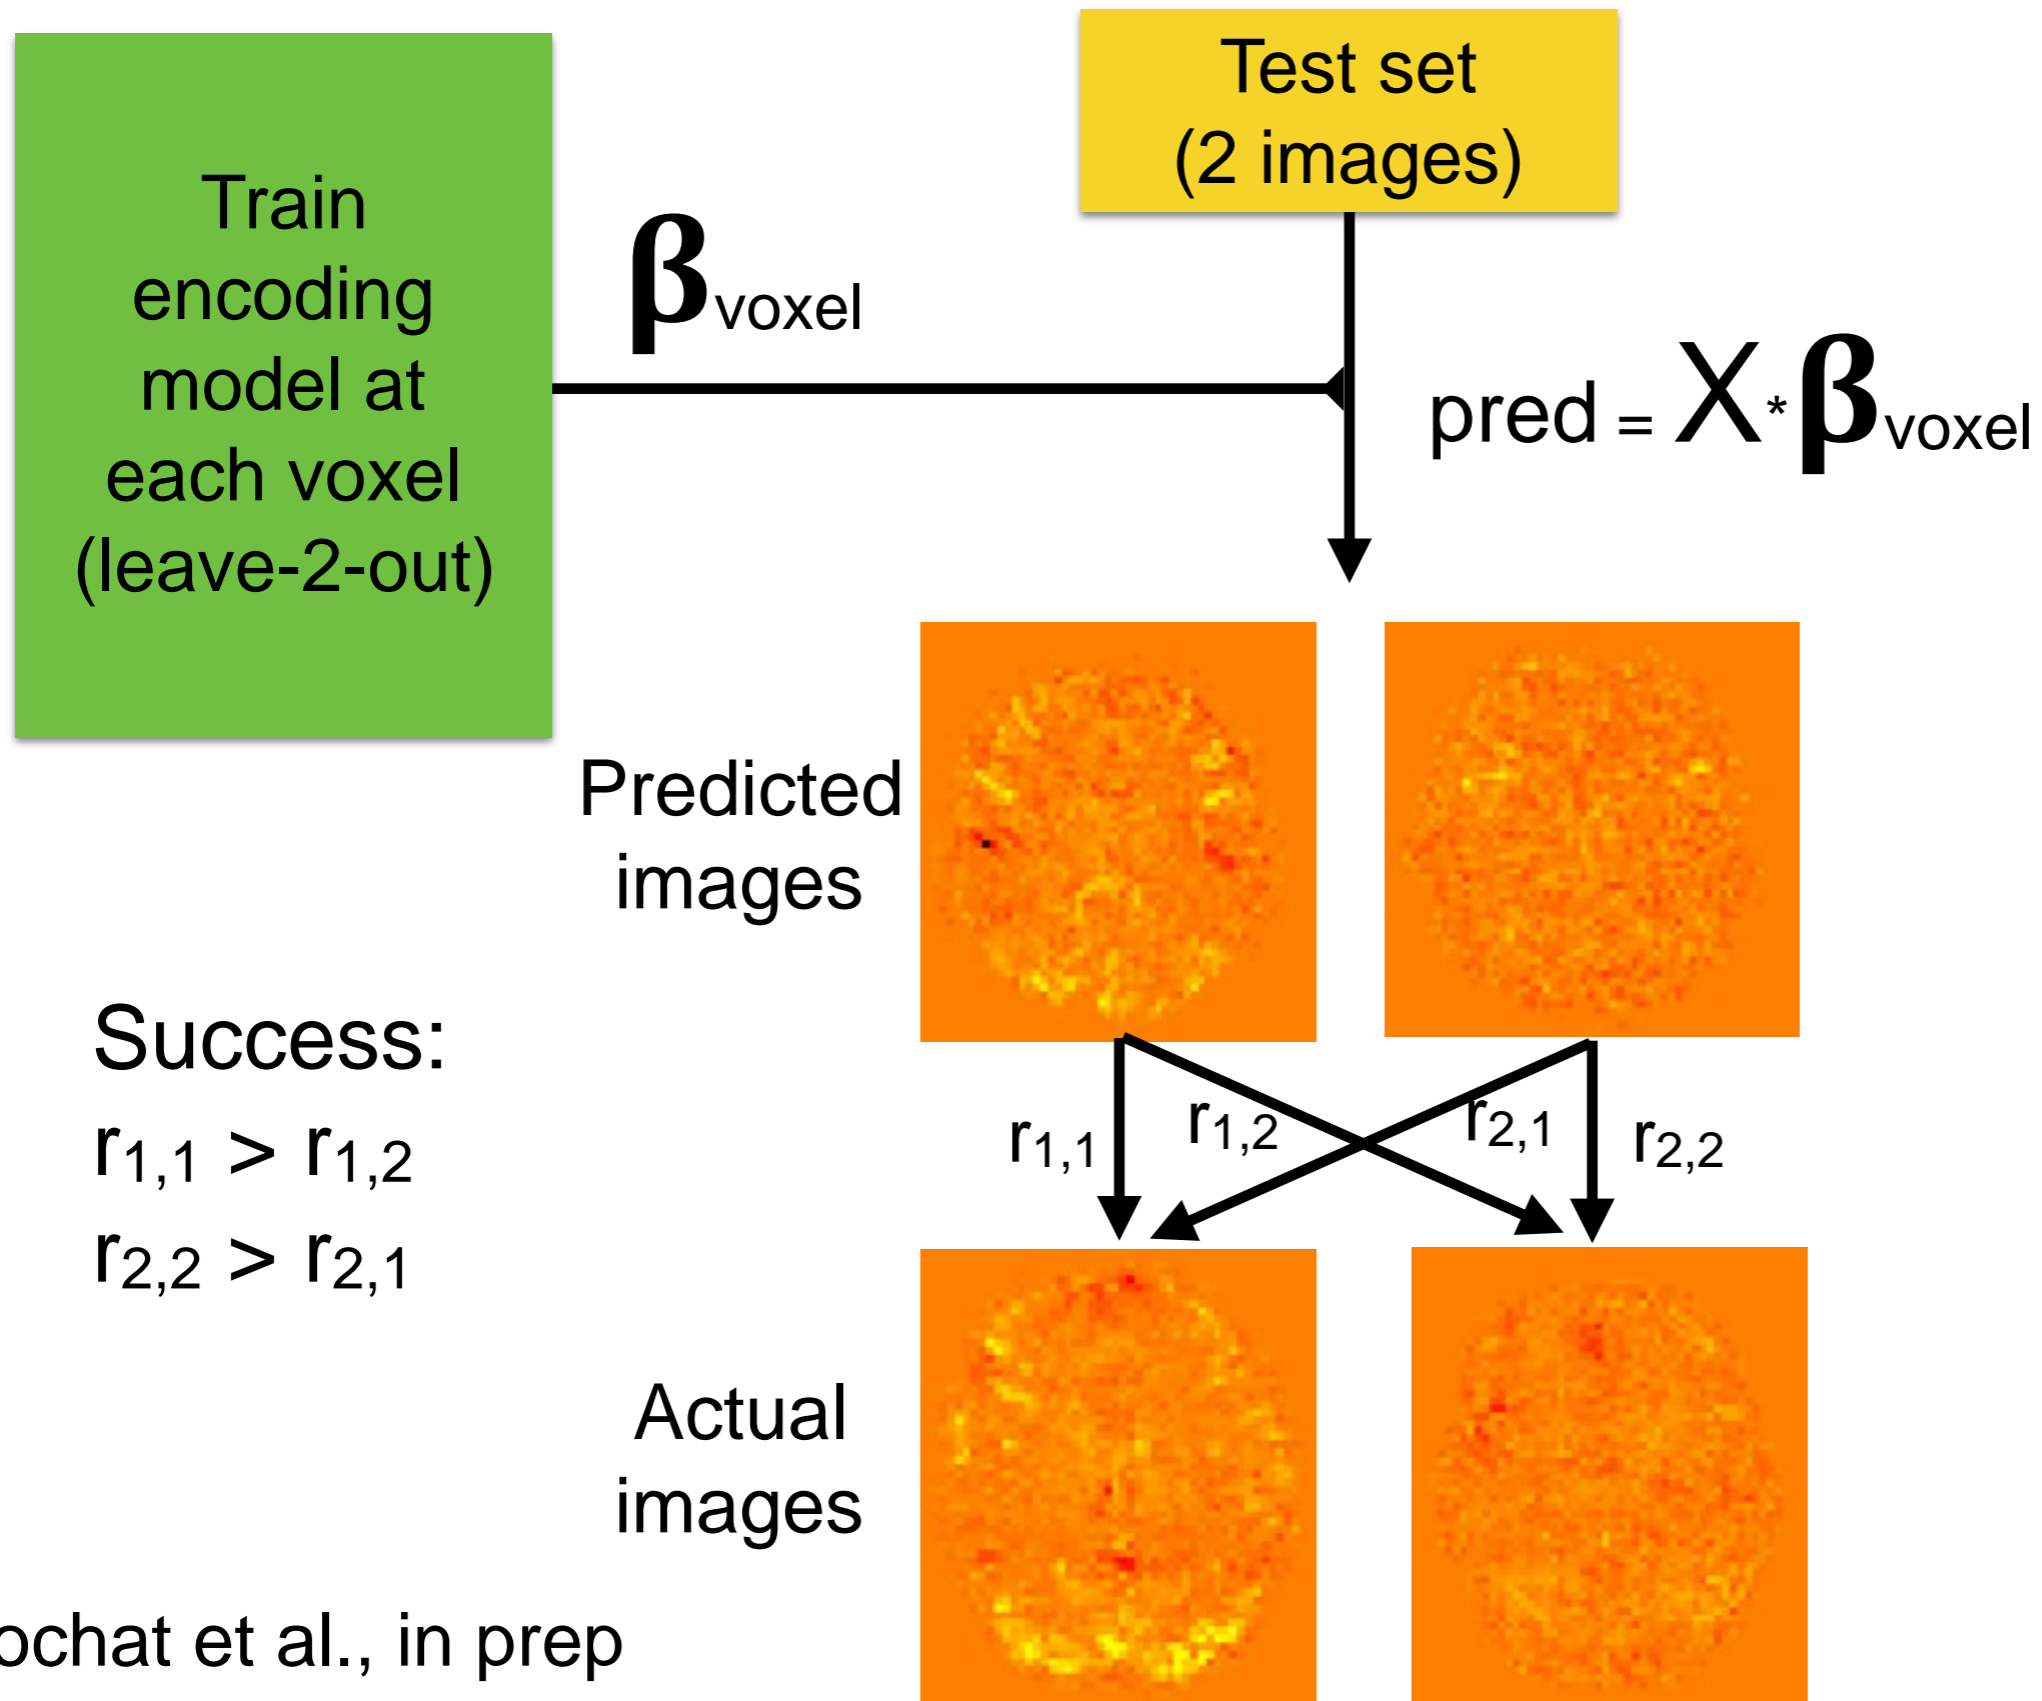 Train
encoding
model at
each voxel
(leave-2-out)
βvoxel
Test set
(2 images)
pred = X*βvoxel
Predicted
images
Success:
r1,1 > r1,2
r2,2 > r2,1
r1,1
r1,2
r2,1
r2,2
Actual
images
et al., in prep